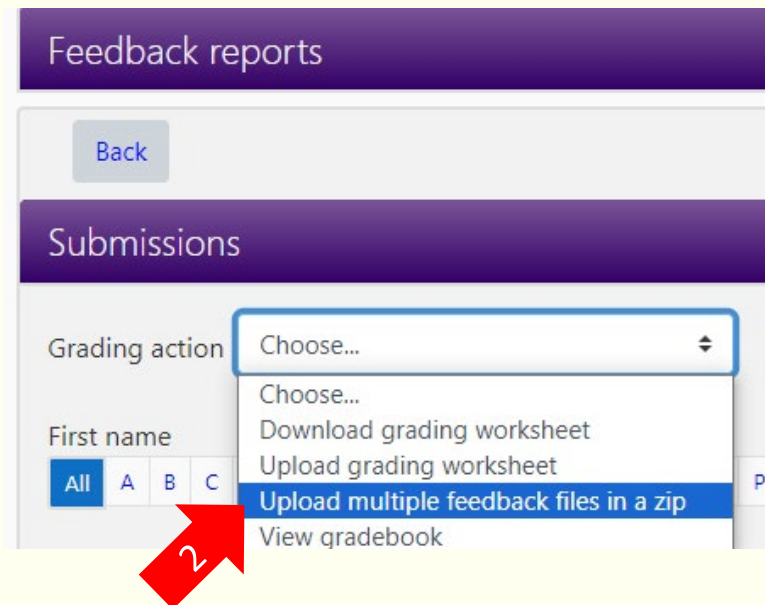 Feedback reports
Back
Submissions
Grading action Choose...
Choose...
Download grading worksheet
First name
Upload grading worksheet
All A B C P
Upload multiple feedback files in a zip
View gradebook
2